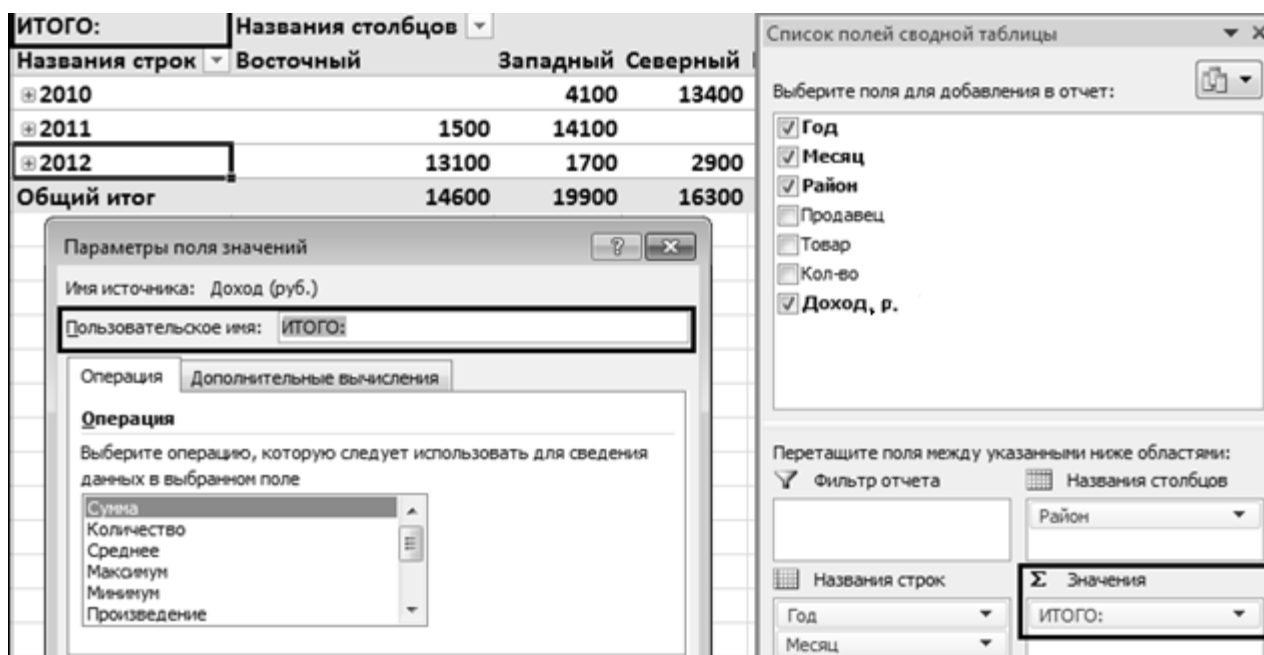 ИТОГО: Названия столбцов
Названия строк Восточный Западный Северный
2010 4100 13400
2011 1500 14100
2012 13100 1700 2900
Общий итог 14600 19900 16300
Параметры поля значений
Имя источника: Доход (руб.)
Пользовательское имя: ИТОГО:
Операция Дополнительные вычисления
Операция
Выберите операцию, которую следует использовать для сведения
данных в выбранном поле
Сумма
Количество
Среднее
Максимум
Минимум
Произведение
Список полей сводной таблицы
Выберите поля для добавления в отчет:
Год
Месяц
Район
Продавец
Товар
Кол-во
Доход, р.
Перетащите поля между указанными ниже областями:
Фильтр отчета Названия столбцов
Район
Названия строк Σ Значения
Год ИТОГО:
Месяц